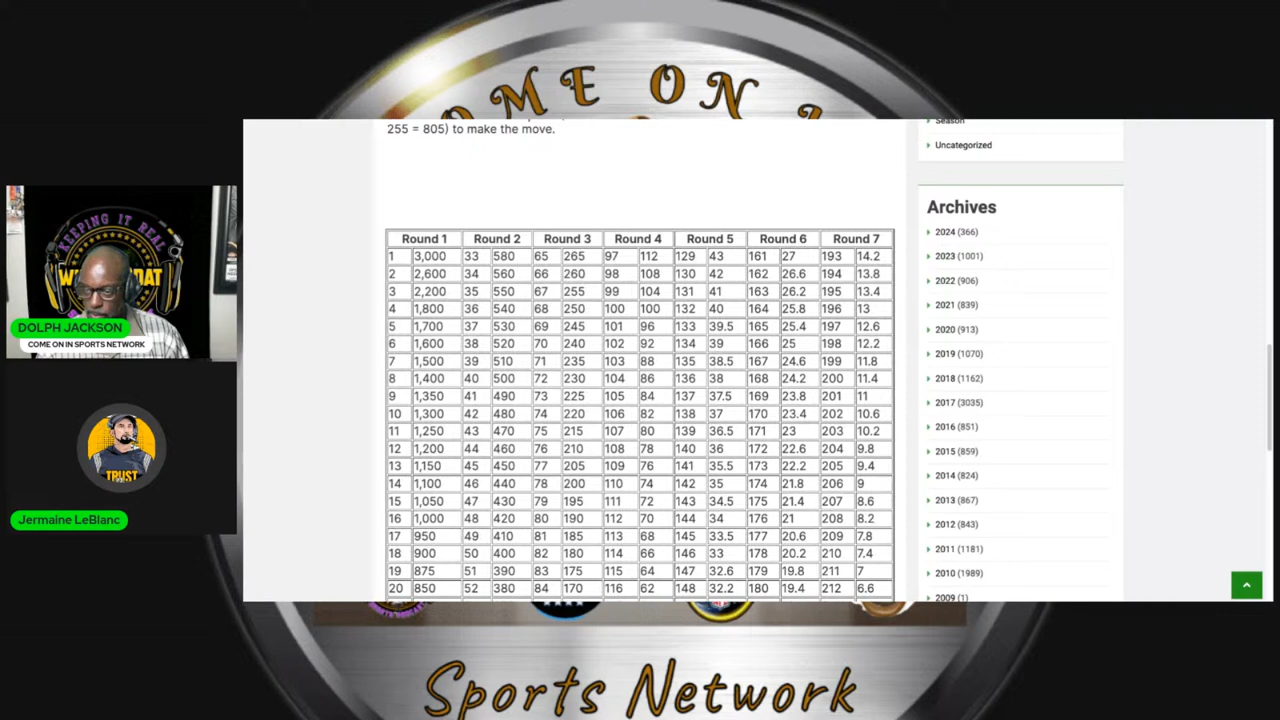 OME ON I
255 = 805) to make the move.
Season
Uncategorized
Archives
2024 (366)
2023 (1001)
2022 (906)
2021 (839)
2020 (913)
2019 (1070)
2018 (1162)
2017 (3035)
2016 (851)
2015 (859)
2014 (824)
2013 (867)
2012 (843)
2011 (1181)
2010 (1989)
2009 (1)
Round 1 Round 2 Round 3 Round 4 Round 5 Round 6 Round 7
1 3,000 33 580 65 265 97 112 129 43 161 27 193 14.2
2 2,600 34 560 66 260 98 108 130 42 162 26.6 194 13.8
3 2,200 35 550 67 255 99 104 131 41 163 26.2 195 13.4
4 1,800 36 540 68 250 100 100 132 40 164 25.8 196 13
5 1,700 37 530 69 245 101 96 133 39.5 165 25.4 197 12.6
6 1,600 38 520 70 240 102 92 134 39 166 25 198 12.2
7 1,500 39 510 71 235 103 88 135 38.5 167 24.6 199 11.8
8 1,400 40 500 72 230 104 86 136 38 168 24.2 200 11.4
9 1,350 41 490 73 225 105 84 137 37.5 169 23.8 201 11
10 1,300 42 480 74 220 106 82 138 37 170 23.4 202 10.6
11 1,250 43 470 75 215 107 80 139 36.5 171 23 203 10.2
12 1,200 44 460 76 210 108 78 140 36 172 22.6 204 9.8
13 1,150 45 450 77 205 109 76 141 35.5 173 22.2 205 9.4
14 1,100 46 440 78 200 110 74 142 35 174 21.8 206 9
15 1,050 47 430 79 195 111 72 143 34.5 175 21.4 207 8.6
16 1,000 48 420 80 190 112 70 144 34 176 21 208 8.2
17 950 49 410 81 185 113 68 145 33.5 177 20.6 209 7.8
18 900 50 400 82 180 114 66 146 33 178 20.2 210 7.4
19 875 51 390 83 175 115 64 147 32.6 179 19.8 211 7
20 850 52 380 84 170 116 62 148 32.2 180 19.4 212 6.6
KEEPING IT REAL
DOLPH JACKSON
COME ON IN SPORTS NETWORK
TRUST
Jermaine LeBlanc
Sports Network